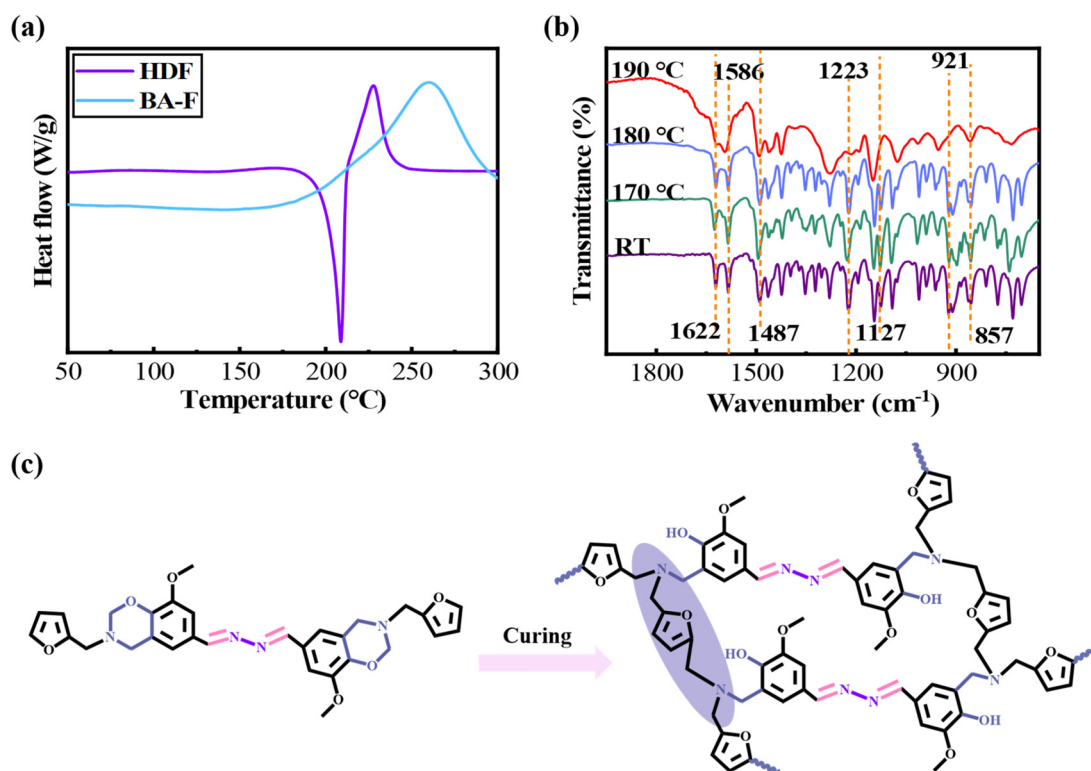 (a)
HDF
BA-F
Heat flow (W/g)
50 100 150 200 250 300
Temperature (°C)
(b)
190 °C
1586
1223
921
180 °C
170 °C
RT
1622
1487
1127
857
Transmittance (%)
1800 1500 1200 900
Wavenumber (cm⁻¹)
(c)
O
O
N
O
N
N
N
O
O
O
Curing
O
N
O
HO
O
N
N
OH
O
N
O
O
O
N
O
HO
O
N
N
OH
O
N
O